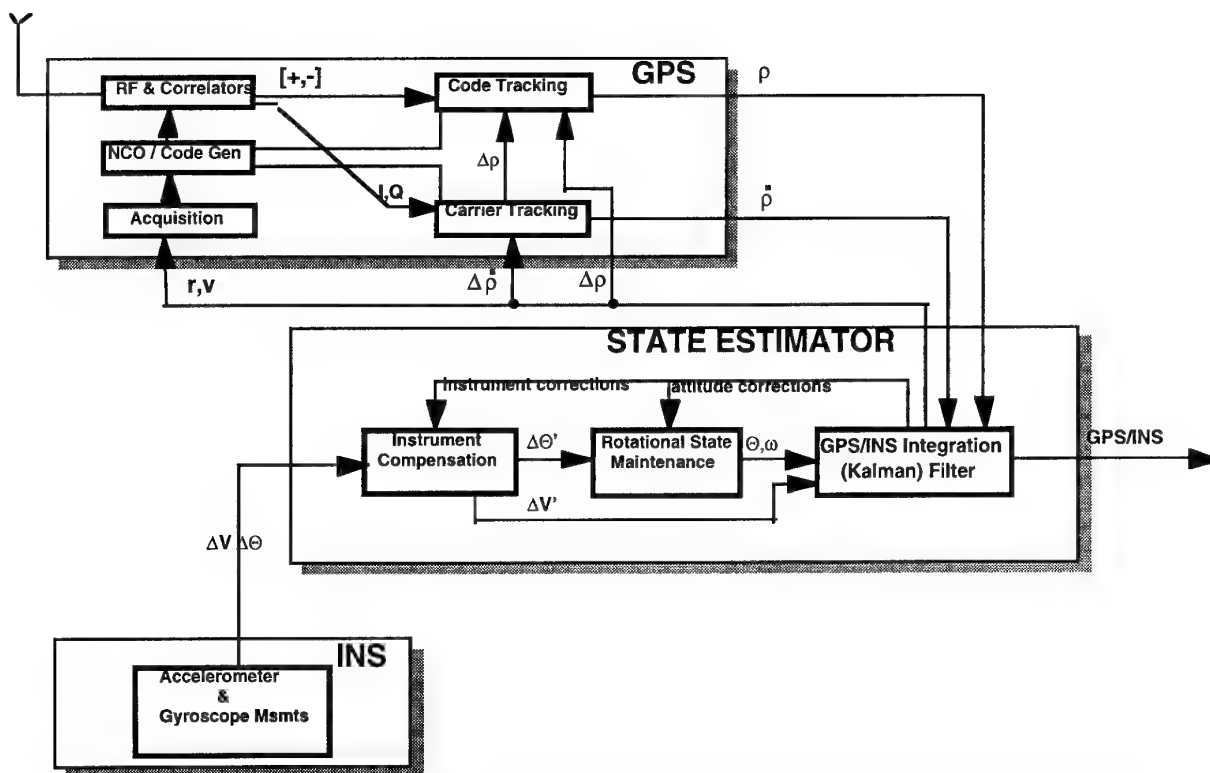 GPS
RF & Correlators
[+,-]
Code Tracking
ρ
NCO / Code Gen
Δρ
I,Q
Acquisition
Carrier Tracking
ρ̇
r,v
Δρ̇
Δρ
STATE ESTIMATOR
Instrument corrections
attitude corrections
Instrument
Compensation
ΔΘ'
Rotational State
Maintenance
Θ,ω
GPS/INS Integration
(Kalman) Filter
GPS/INS
ΔV'
ΔV ΔΘ
INS
Accelerometer
&
Gyroscope Msmts